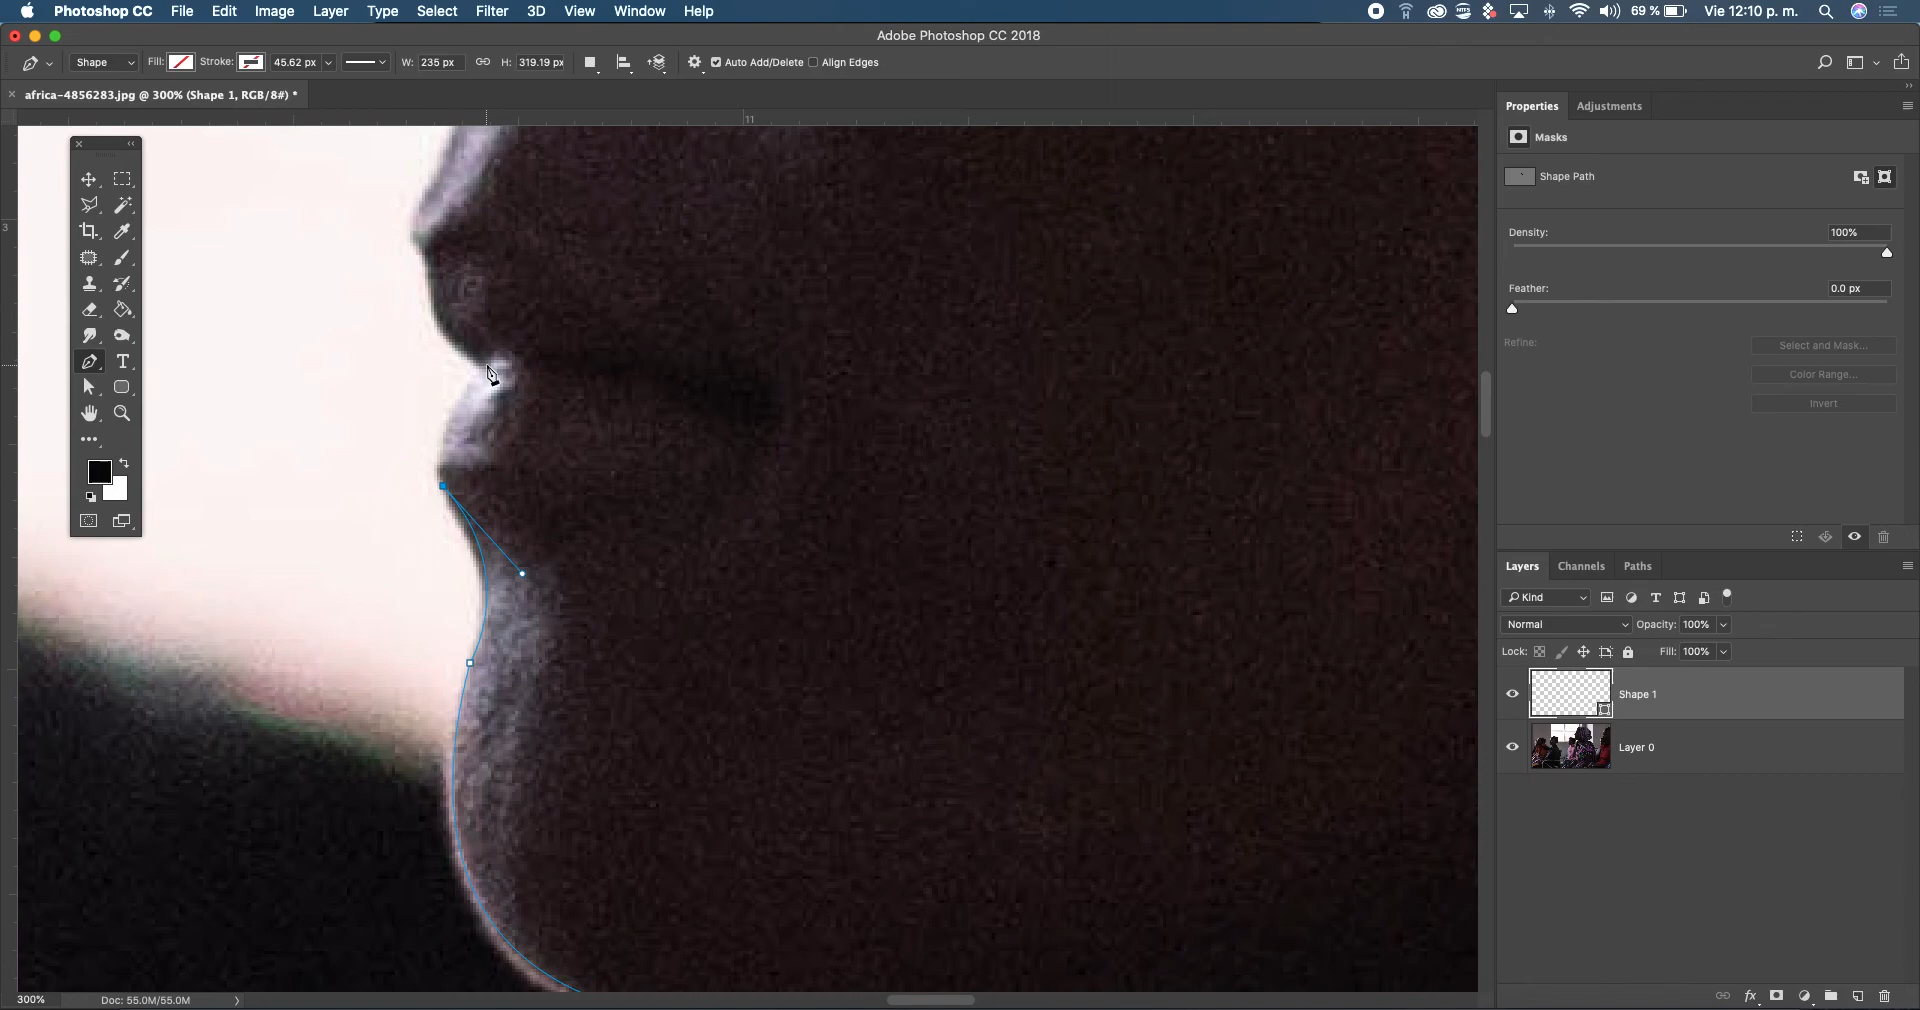 Photoshop CC File Edit Image Layer Type Select Filter 3D View Window Help 69 % Vie 12:10 p. m.
Adobe Photoshop CC 2018
Shape Fill: Stroke: 45.62 px W: 235 px H: 319.19 px Auto Add/Delete Align Edges
africa-4856283.jpg @ 300% (Shape 1, RGB/8#) *
11
3
Properties Adjustments
Masks
Shape Path
Density: 100%
Feather: 0.0 px
Refine: Select and Mask...
Color Range...
Invert
Layers Channels Paths
Kind
Normal Opacity: 100%
Lock: Fill: 100%
Shape 1
Layer 0
300% Doc: 55.0M/55.0M